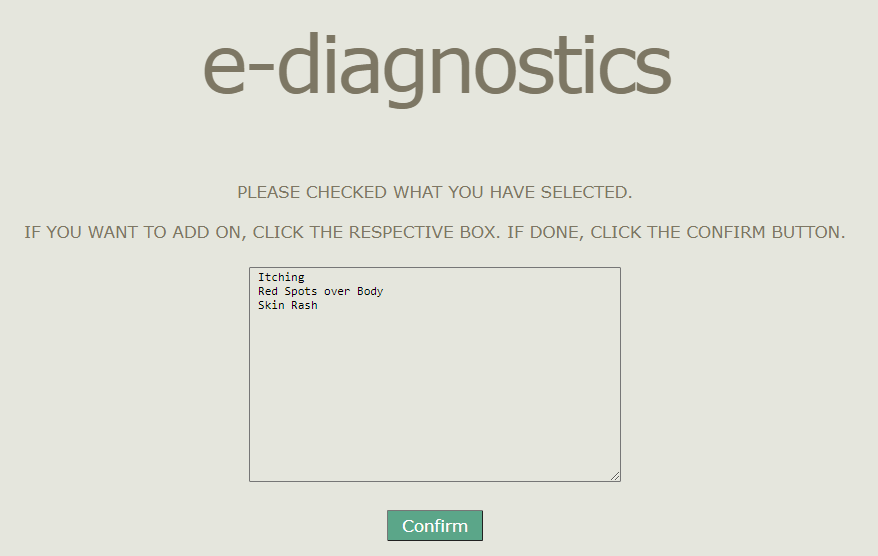 e-diagnostics
PLEASE CHECKED WHAT YOU HAVE SELECTED.
IF YOU WANT TO ADD ON, CLICK THE RESPECTIVE BOX. IF DONE, CLICK THE CONFIRM BUTTON.
Itching
Red Spots over Body
Skin Rash
Confirm